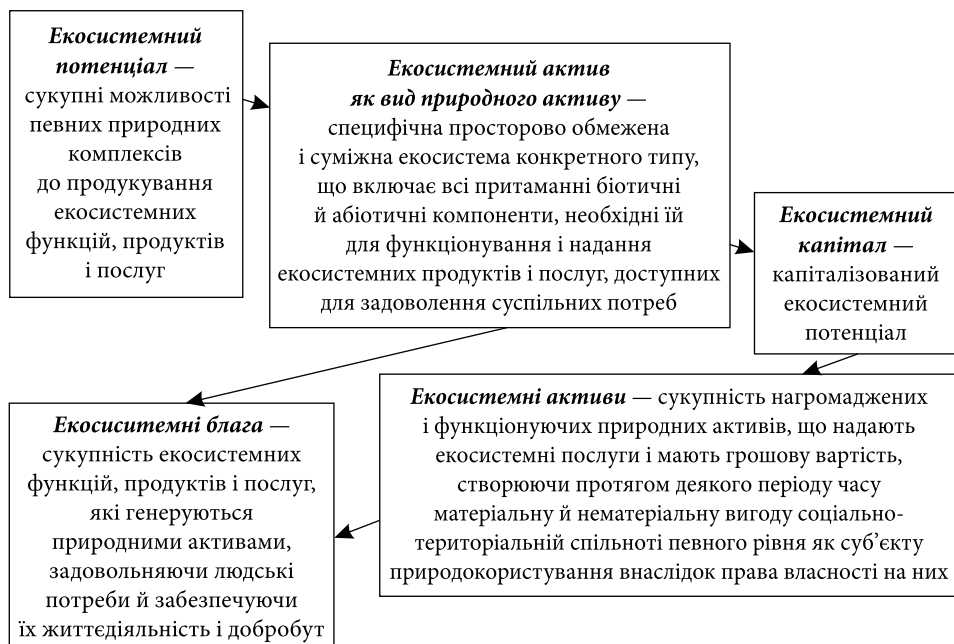 Екосистемний
потенціал —
сукупні можливості
певних природних
комплексів
до продукування
екосистемних
функцій, продуктів
і послуг
Екосистемний актив
як вид природного активу —
специфічна просторово обмежена
і суміжна екосистема конкретного типу,
що включає всі притаманні біотичні
й абіотичні компоненти, необхідні їй
для функціонування і надання
екосистемних продуктів і послуг, доступних
для задоволення суспільних потреб
Екосистемний
капітал —
капіталізований
екосистемний
потенціал
Екосиситемні блага —
сукупність екосистемних
функцій, продуктів і послуг,
які генеруються
природними активами,
задовольняючи людські
потреби й забезпечуючи
їх життєдіяльність і добробут
Екосистемні активи — сукупність нагромаджених
і функціонуючих природних активів, що надають
екосистемні послуги і мають грошову вартість,
створюючи протягом деякого періоду часу
матеріальну й нематеріальну вигоду соціально-
територіальній спільноті певного рівня як суб’єкту
природокористування внаслідок права власності на них